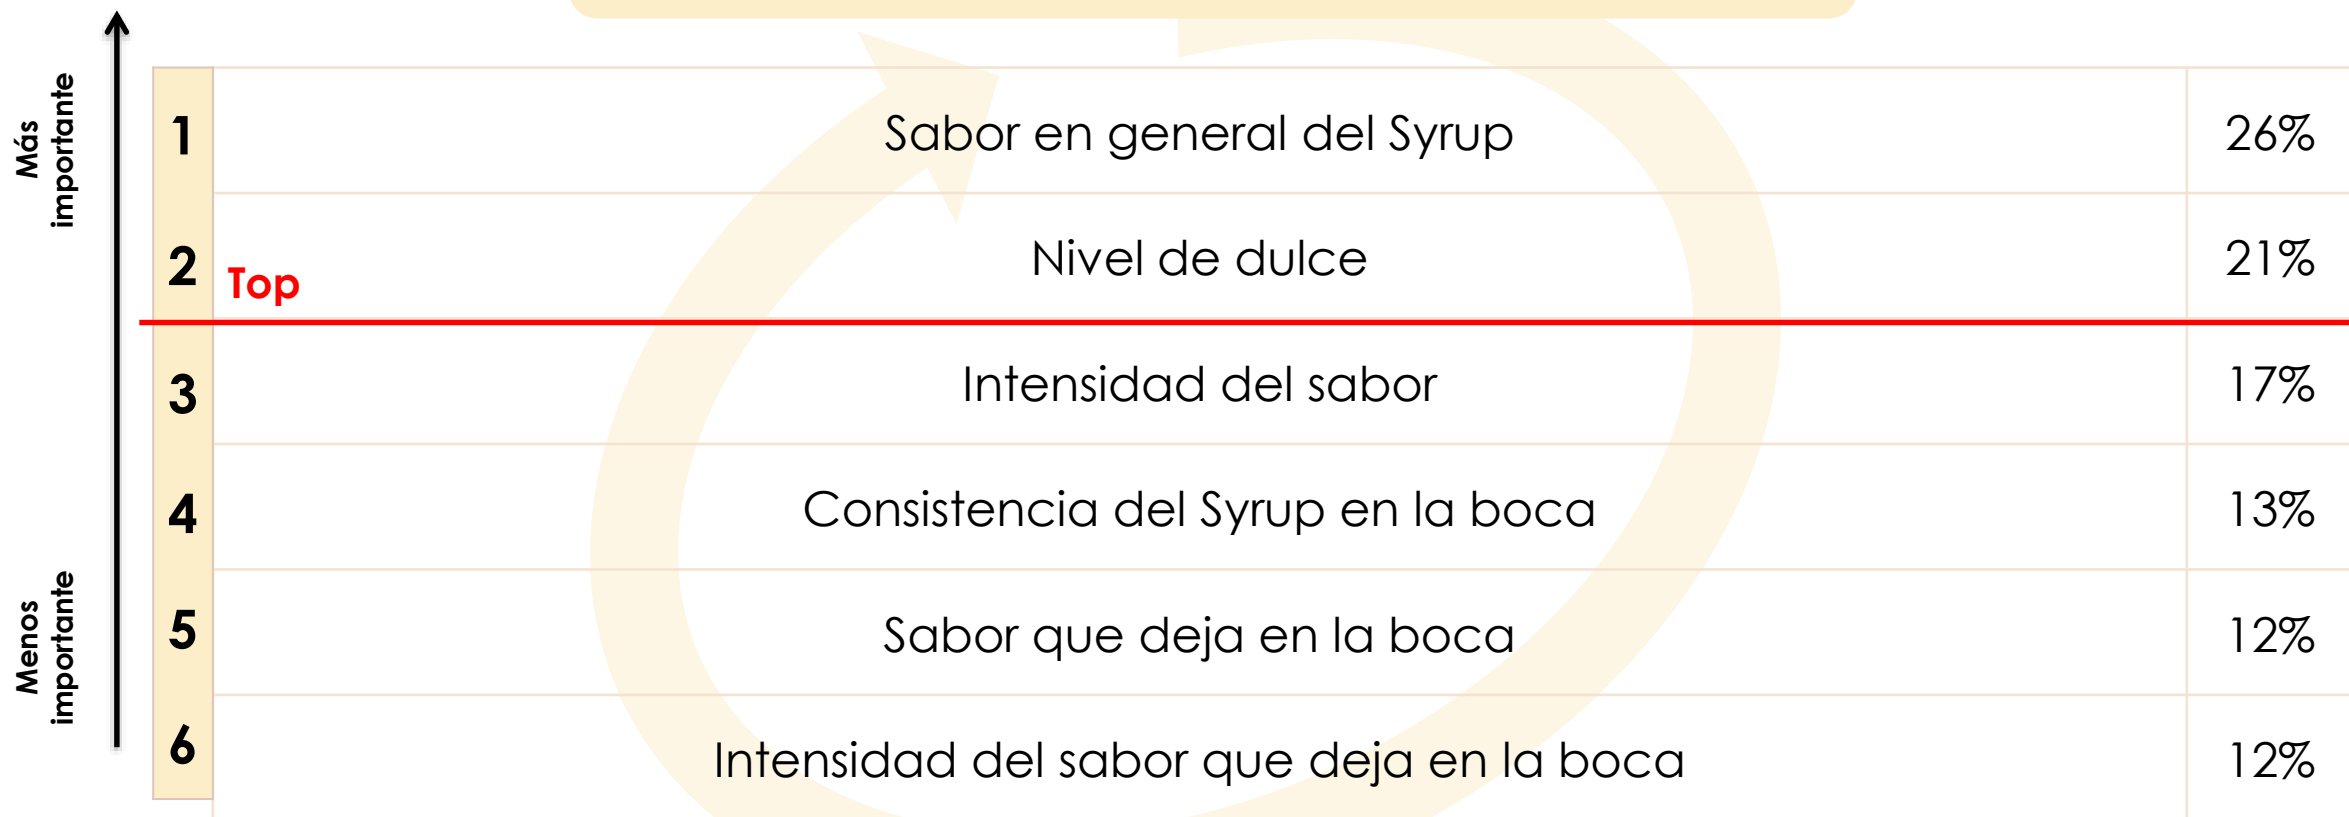 Más
importante
1 Sabor en general del Syrup 26%
2 Top Nivel de dulce 21%
3 Intensidad del sabor 17%
4 Consistencia del Syrup en la boca 13%
Menos
importante
5 Sabor que deja en la boca 12%
6 Intensidad del sabor que deja en la boca 12%